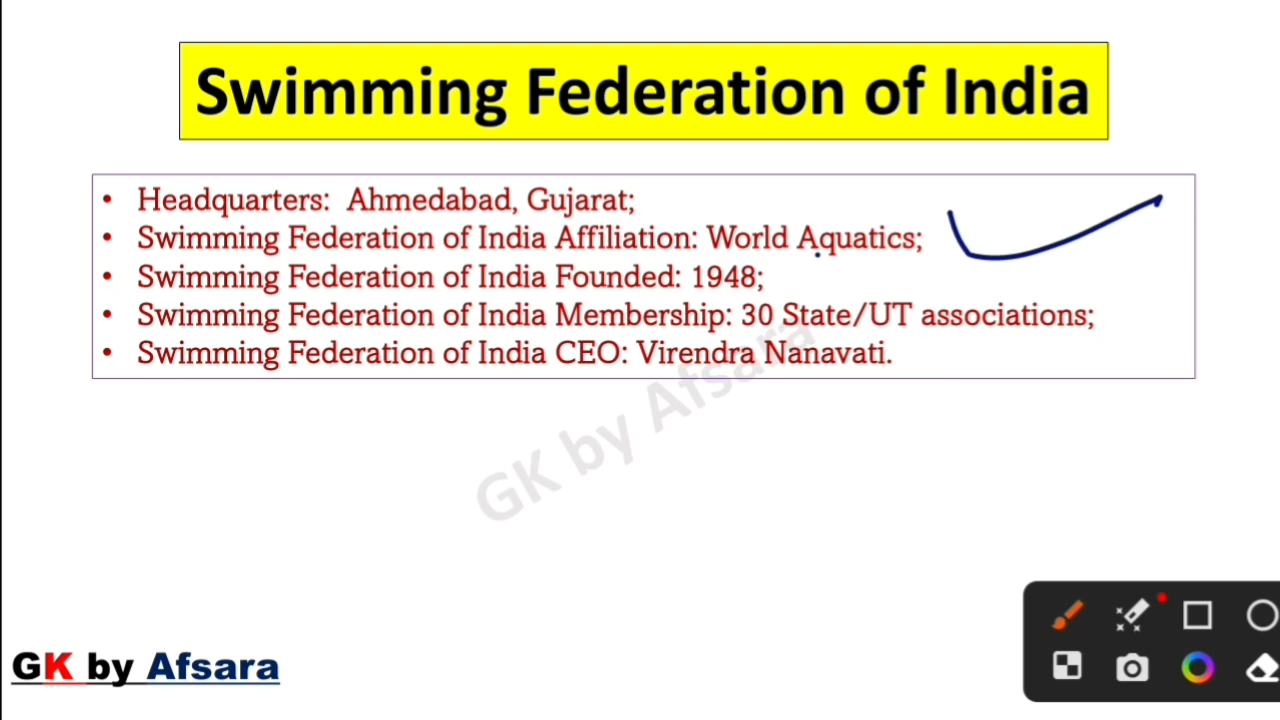 Swimming Federation of India
• Headquarters: Ahmedabad, Gujarat;
• Swimming Federation of India Affiliation: World Aquatics;
• Swimming Federation of India Founded: 1948;
• Swimming Federation of India Membership: 30 State/UT associations;
• Swimming Federation of India CEO: Virendra Nanavati.
GK by Afsara
GK by Afsara